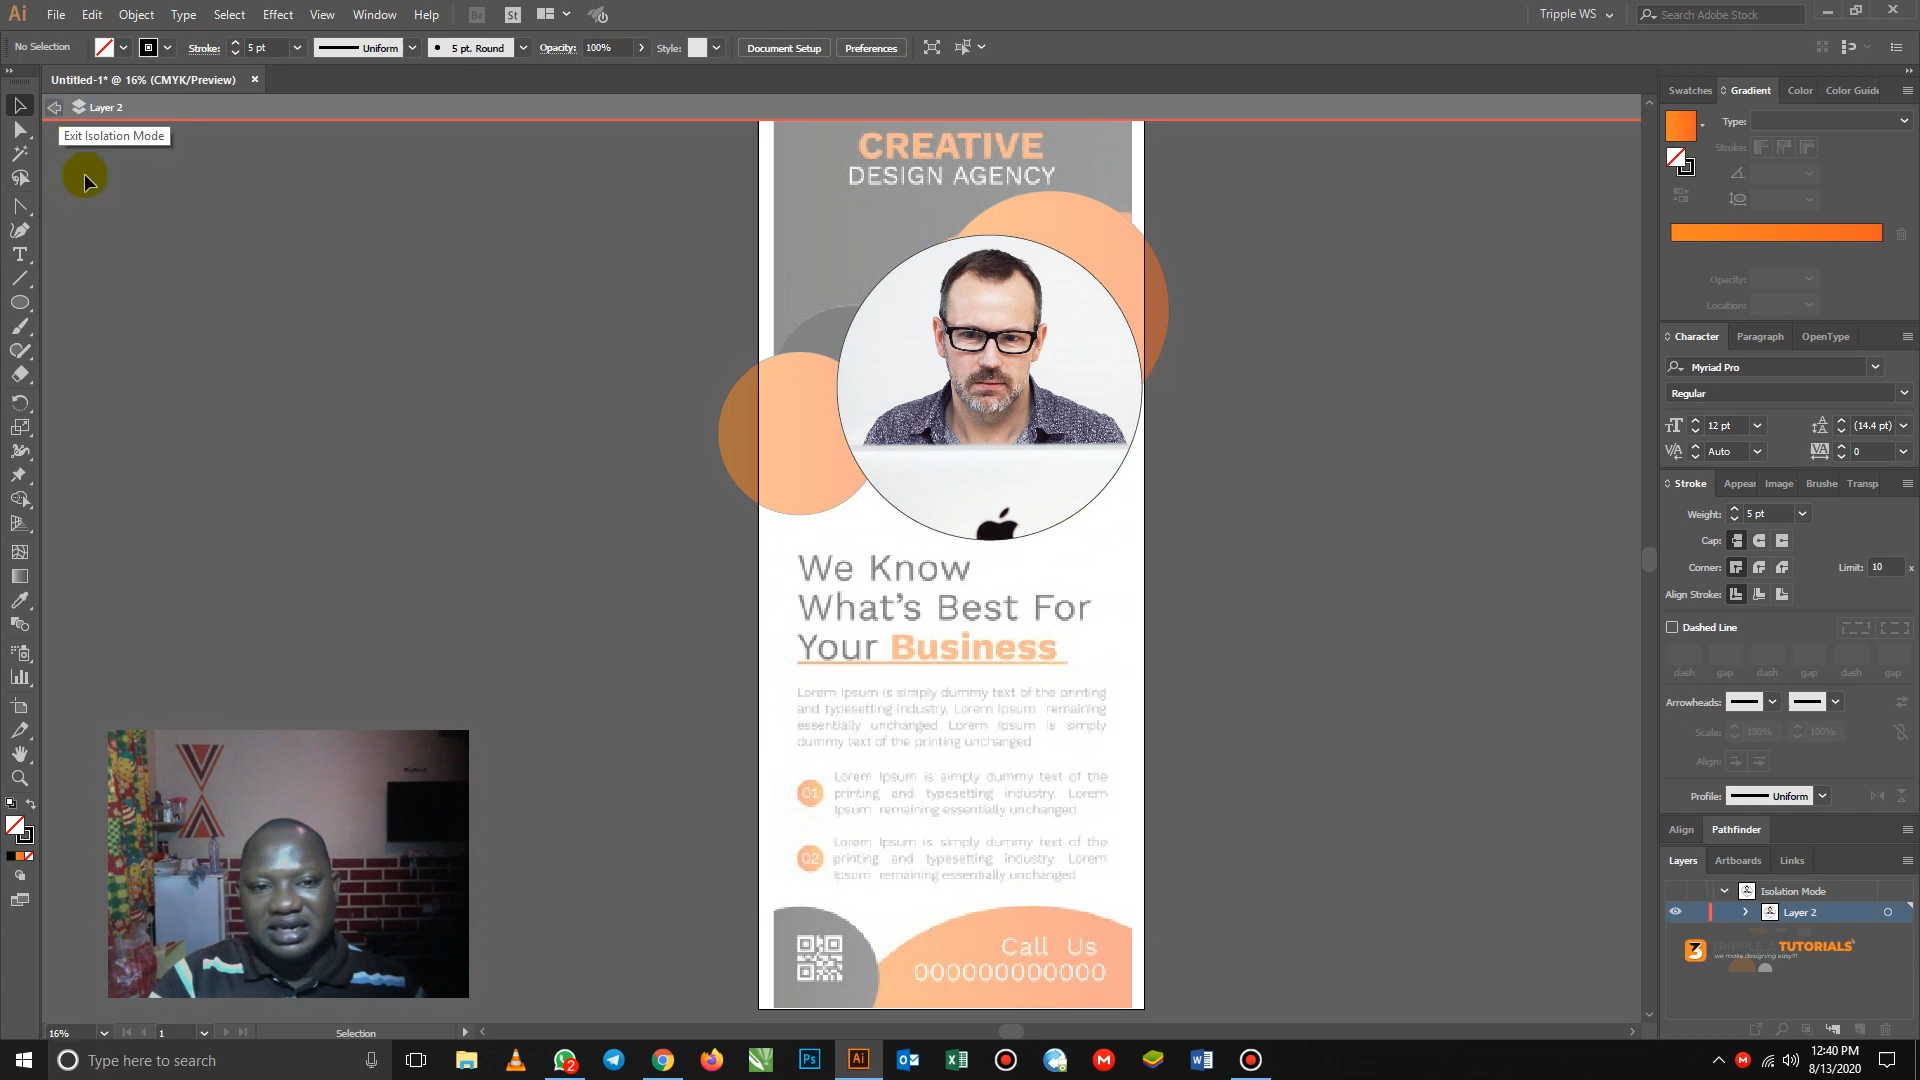 Ai File Edit Object Type Select Effect View Window Help Br St Tripple WS Search Adobe Stock
No Selection Stroke: 5 pt Uniform 5 pt. Round Opacity: 100% Style: Document Setup Preferences
Untitled-1* @ 16% (CMYK/Preview)
Layer 2
Exit Isolation Mode
CREATIVE
DESIGN AGENCY
We Know
What's Best For
Your Business
Lorem Ipsum is simply dummy text of the printing
and typesetting industry. Lorem Ipsum remaining
essentially unchanged Lorem Ipsum is simply
dummy text of the printing unchanged
01
Lorem Ipsum is simply dummy text of the
printing and typesetting industry. Lorem
Ipsum remaining essentially unchanged
02
Lorem Ipsum is simply dummy text of the
printing and typesetting industry. Lorem
Ipsum remaining essentially unchanged
Call Us
000000000000
Swatches Gradient Color Color Guide
Type:
Stroke:
Opacity:
Location:
Character Paragraph OpenType
Myriad Pro
Regular
12 pt (14.4 pt)
Auto 0
Stroke Appear Image Brushe Transp
Weight: 5 pt
Cap:
Corner: Limit: 10 x
Align Stroke:
Dashed Line
dash gap dash gap dash gap
Arrowheads:
Scale: 100% 100%
Align:
Profile: Uniform
Align Pathfinder
Layers Artboards Links
Isolation Mode
Layer 2
3 TRIPPLE A TUTORIALS
we make designing easy!!!
16% 1 Selection
Type here to search
2
Ps Ai
12:40 PM
8/13/2020